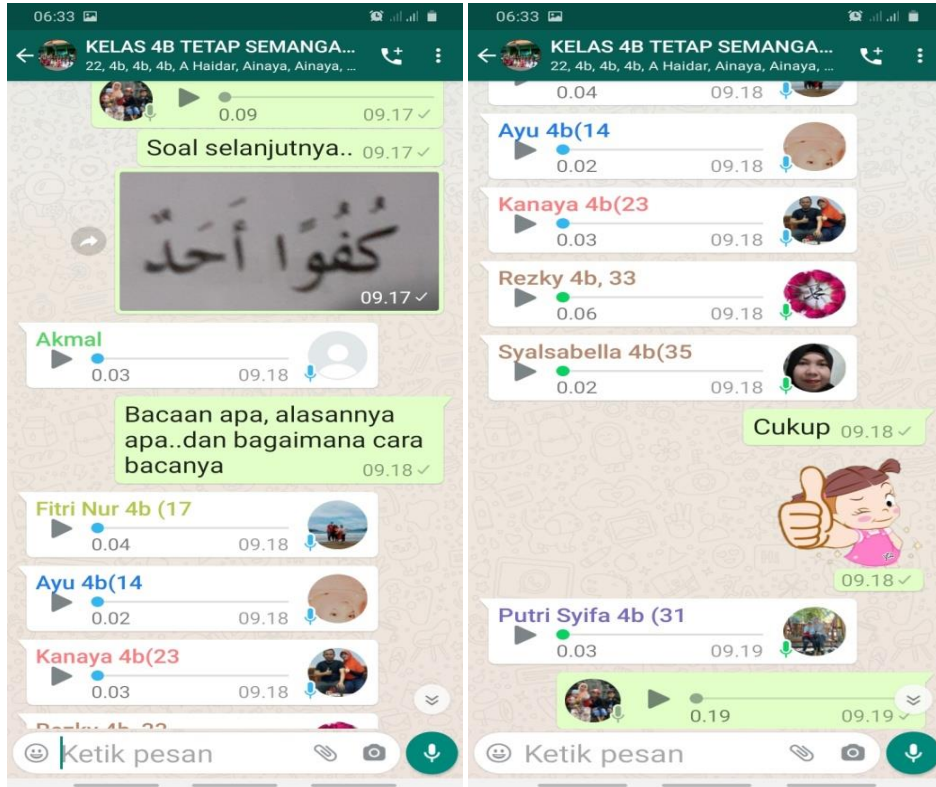 06:33
KELAS 4B TETAP SEMANGA...
22, 4b, 4b, 4b, A Haidar, Ainaya, Ainaya, ...
0.09 09.17
Soal selanjutnya.. 09.17
كُفُوًا أَحَدٌ
09.17
Akmal
0.03 09.18
Bacaan apa, alasannya
apa..dan bagaimana cara
bacanya 09.18
Fitri Nur 4b (17
0.04 09.18
Ayu 4b(14
0.02 09.18
Kanaya 4b(23
0.03 09.18
Rezky 4b, 33
Ketik pesan
06:33
KELAS 4B TETAP SEMANGA...
22, 4b, 4b, 4b, A Haidar, Ainaya, Ainaya, ...
0.04 09.18
Ayu 4b(14
0.02 09.18
Kanaya 4b(23
0.03 09.18
Rezky 4b, 33
0.06 09.18
Syalsabella 4b(35
0.02 09.18
Cukup 09.18
09.18
Putri Syifa 4b (31
0.03 09.19
0.19 09.19
Ketik pesan